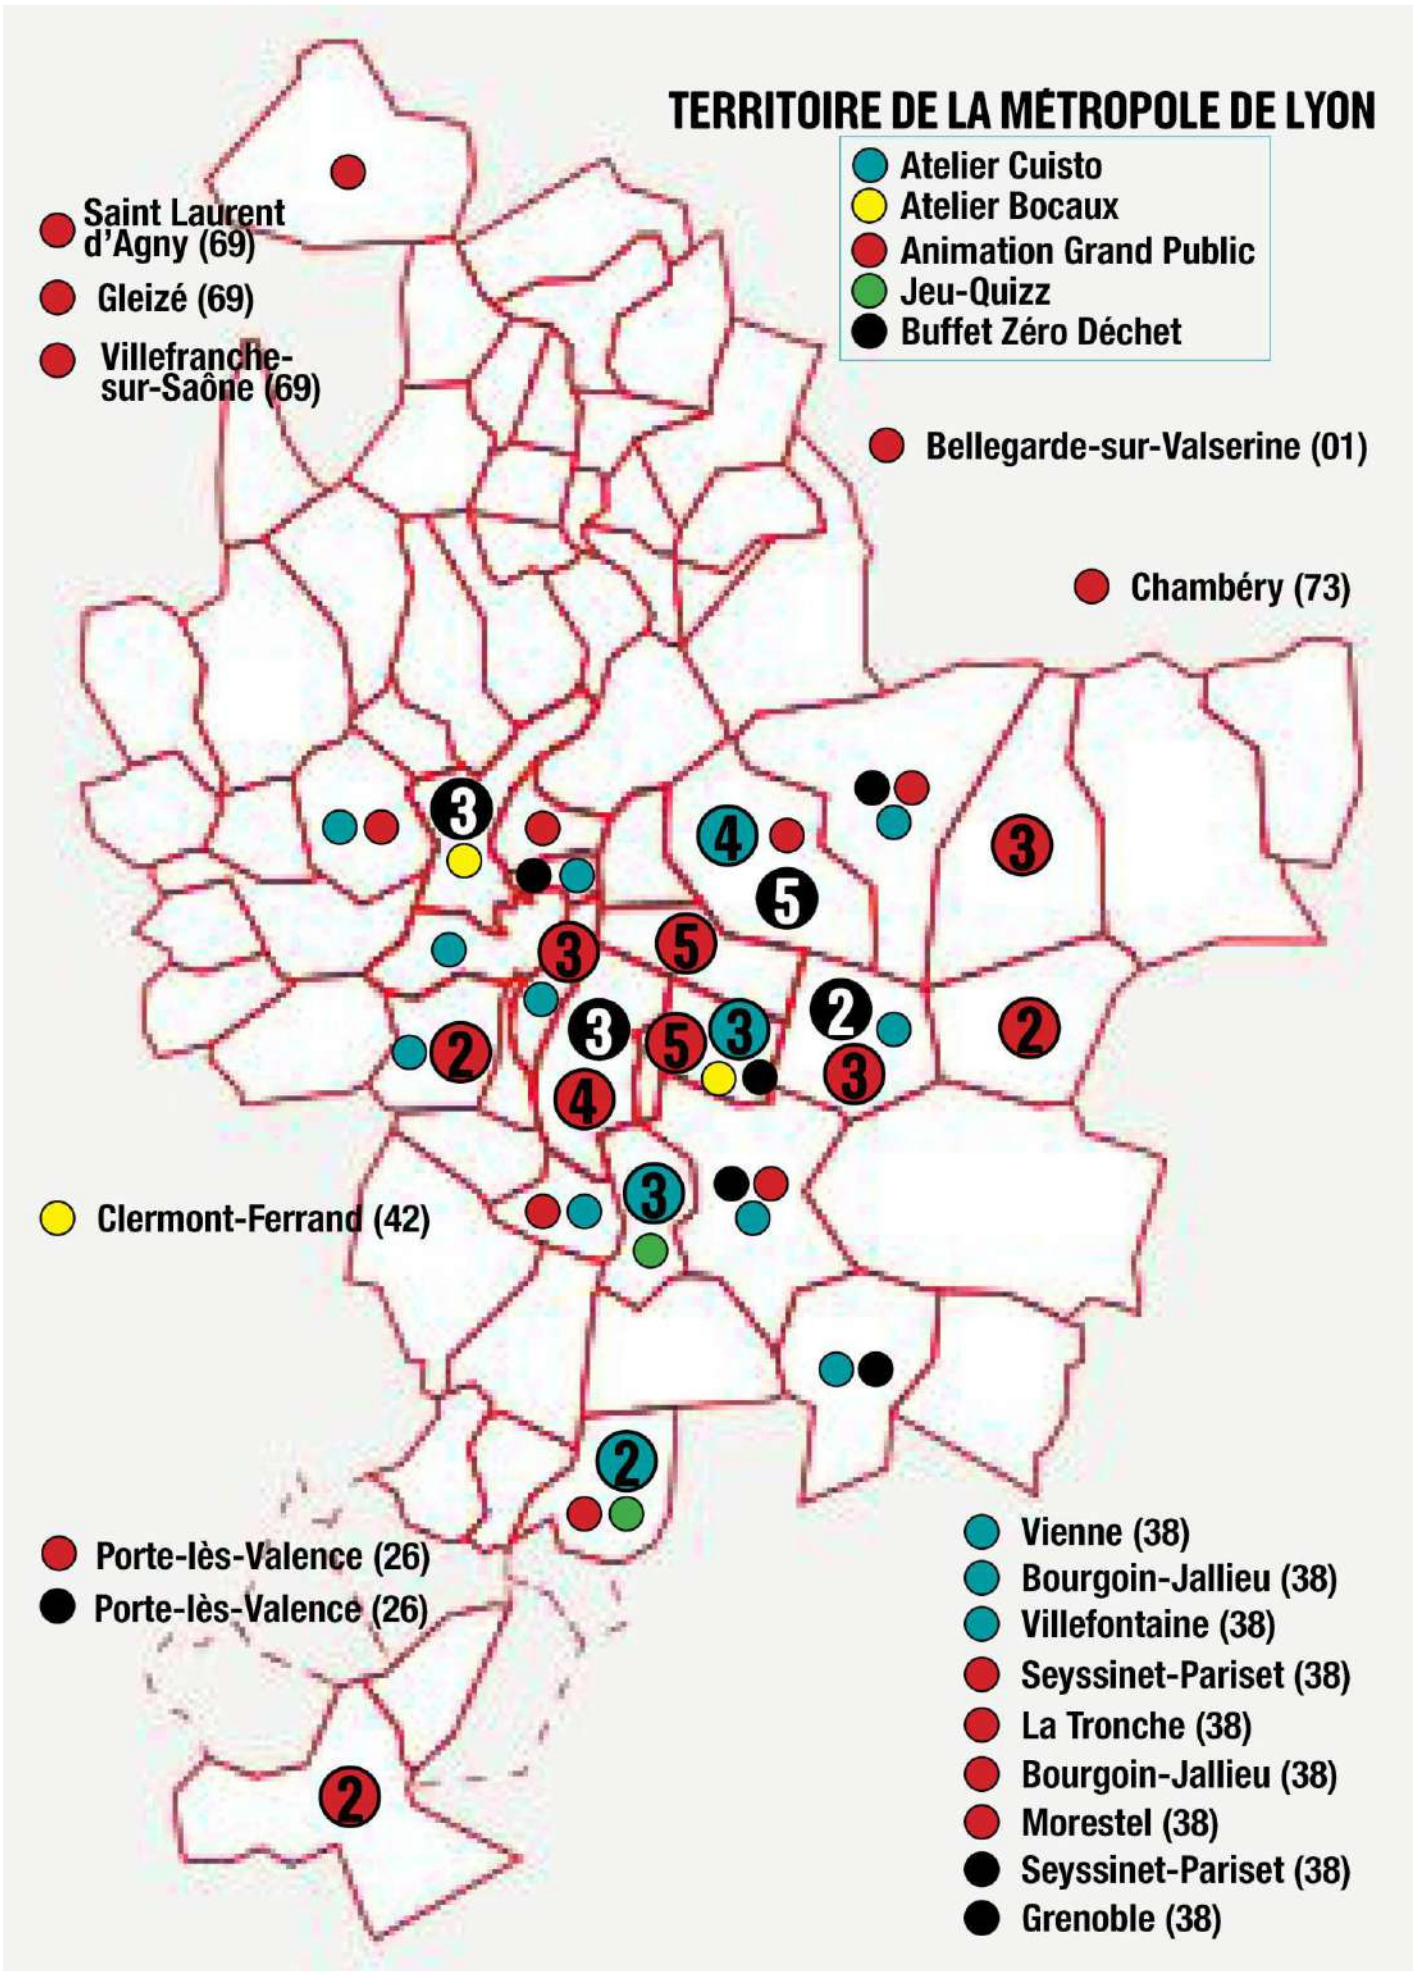 TERRITOIRE DE LA MÉTROPOLE DE LYON
Atelier Cuisto
Atelier Bocaux
Animation Grand Public
Jeu-Quizz
Buffet Zéro Déchet
Saint Laurent
d'Agny (69)
Gleizé (69)
Villefranche-
sur-Saône (69)
Bellegarde-sur-Valserine (01)
Chambéry (73)
3
4
5
3
3
5
3
5
3
2
3
2
2
4
3
Clermont-Ferrand (42)
2
Porte-lès-Valence (26)
Porte-lès-Valence (26)
2
Vienne (38)
Bourgoin-Jallieu (38)
Villefontaine (38)
Seyssinet-Pariset (38)
La Tronche (38)
Bourgoin-Jallieu (38)
Morestel (38)
Seyssinet-Pariset (38)
Grenoble (38)